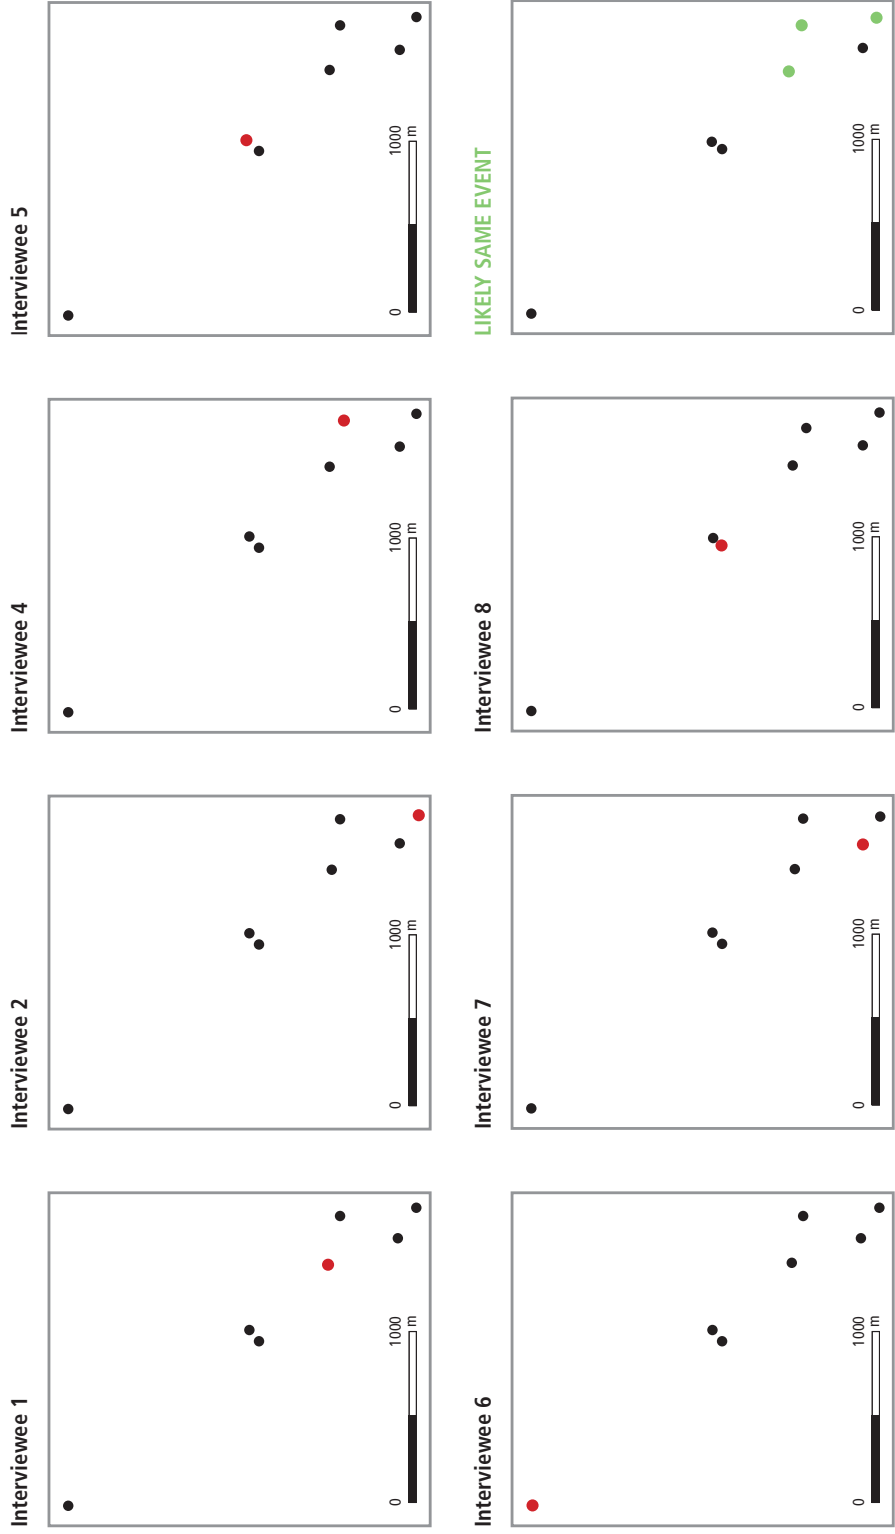 Interviewee 1
0
1000
m
Interviewee 2
0
1000
m
Interviewee 4
0
1000
m
Interviewee 5
0
1000
m
Interviewee 6
0
1000
m
Interviewee 7
0
1000
m
Interviewee 8
0
1000
m
LIKELY SAME EVENT
0
1000
m